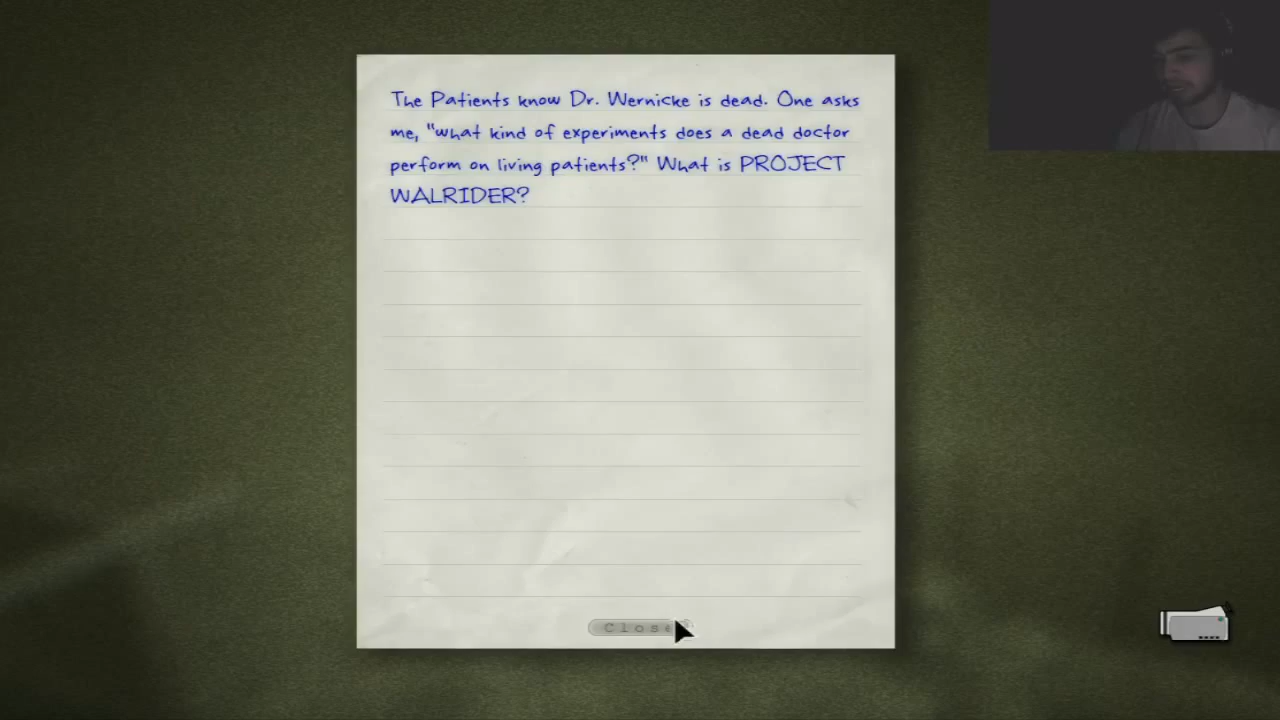 The Patients know Dr. Wernicke is dead. One asks
me, "what kind of experiments does a dead doctor
perform on living patients?" What is PROJECT
WALRIDER?
Close